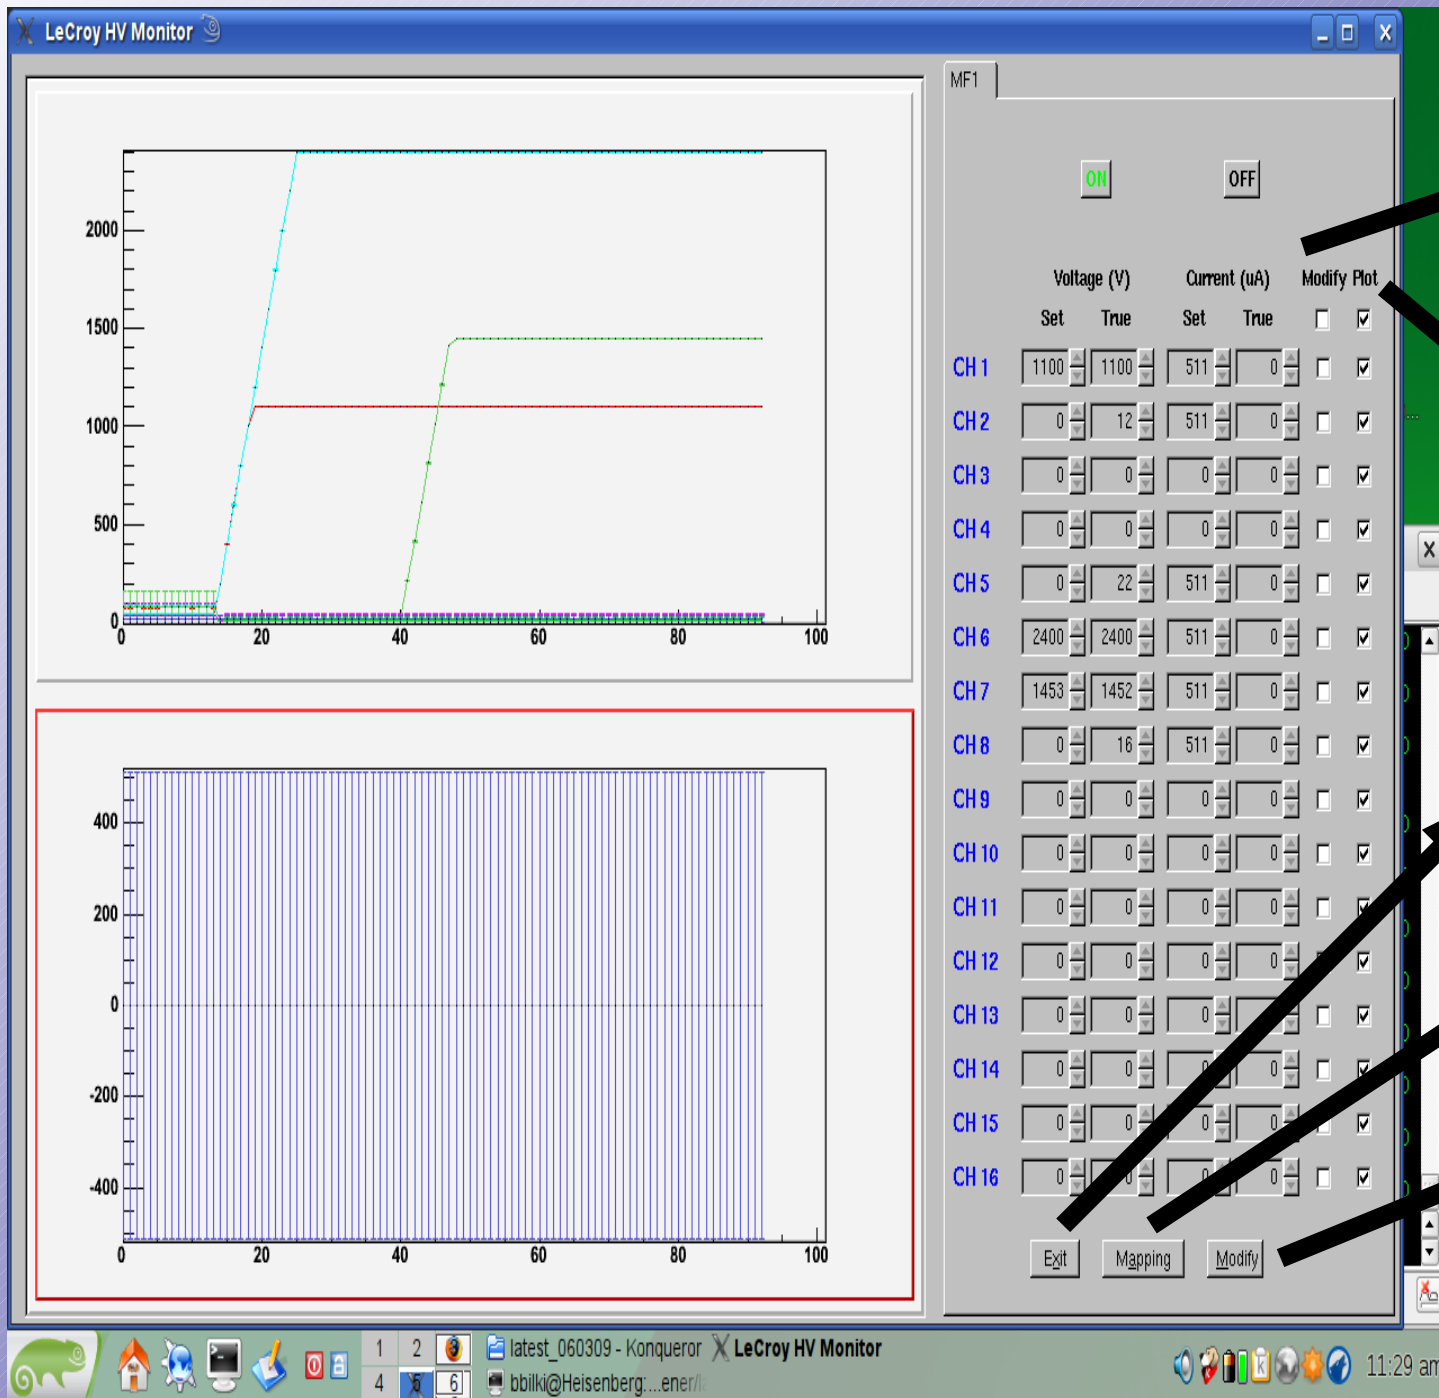 LeCroy HV Monitor
MF1
ON OFF
Voltage (V) Current (uA) Modify Plot
Set True Set True
CH 1 1100 1100 511 0
CH 2 0 12 511 0
CH 3 0 0 0 0
CH 4 0 0 0 0
CH 5 0 22 511 0
CH 6 2400 2400 511 0
CH 7 1453 1452 511 0
CH 8 0 16 511 0
CH 9 0 0 0 0
CH 10 0 0 0 0
CH 11 0 0 0 0
CH 12 0 0 0 0
CH 13 0 0 0 0
CH 14 0 0 0 0
CH 15 0 0 0
CH 16 0 0 0 0
Exit Mapping Modify
2000
1500
1000
500
0
0 20 40 60 80 100
400
200
0
-200
-400
0 20 40 60 80 100
1 2
4 5 6
latest_060309 - Konqueror LeCroy HV Monitor
bbilki@Heisenberg:...ener/l
11:29 am